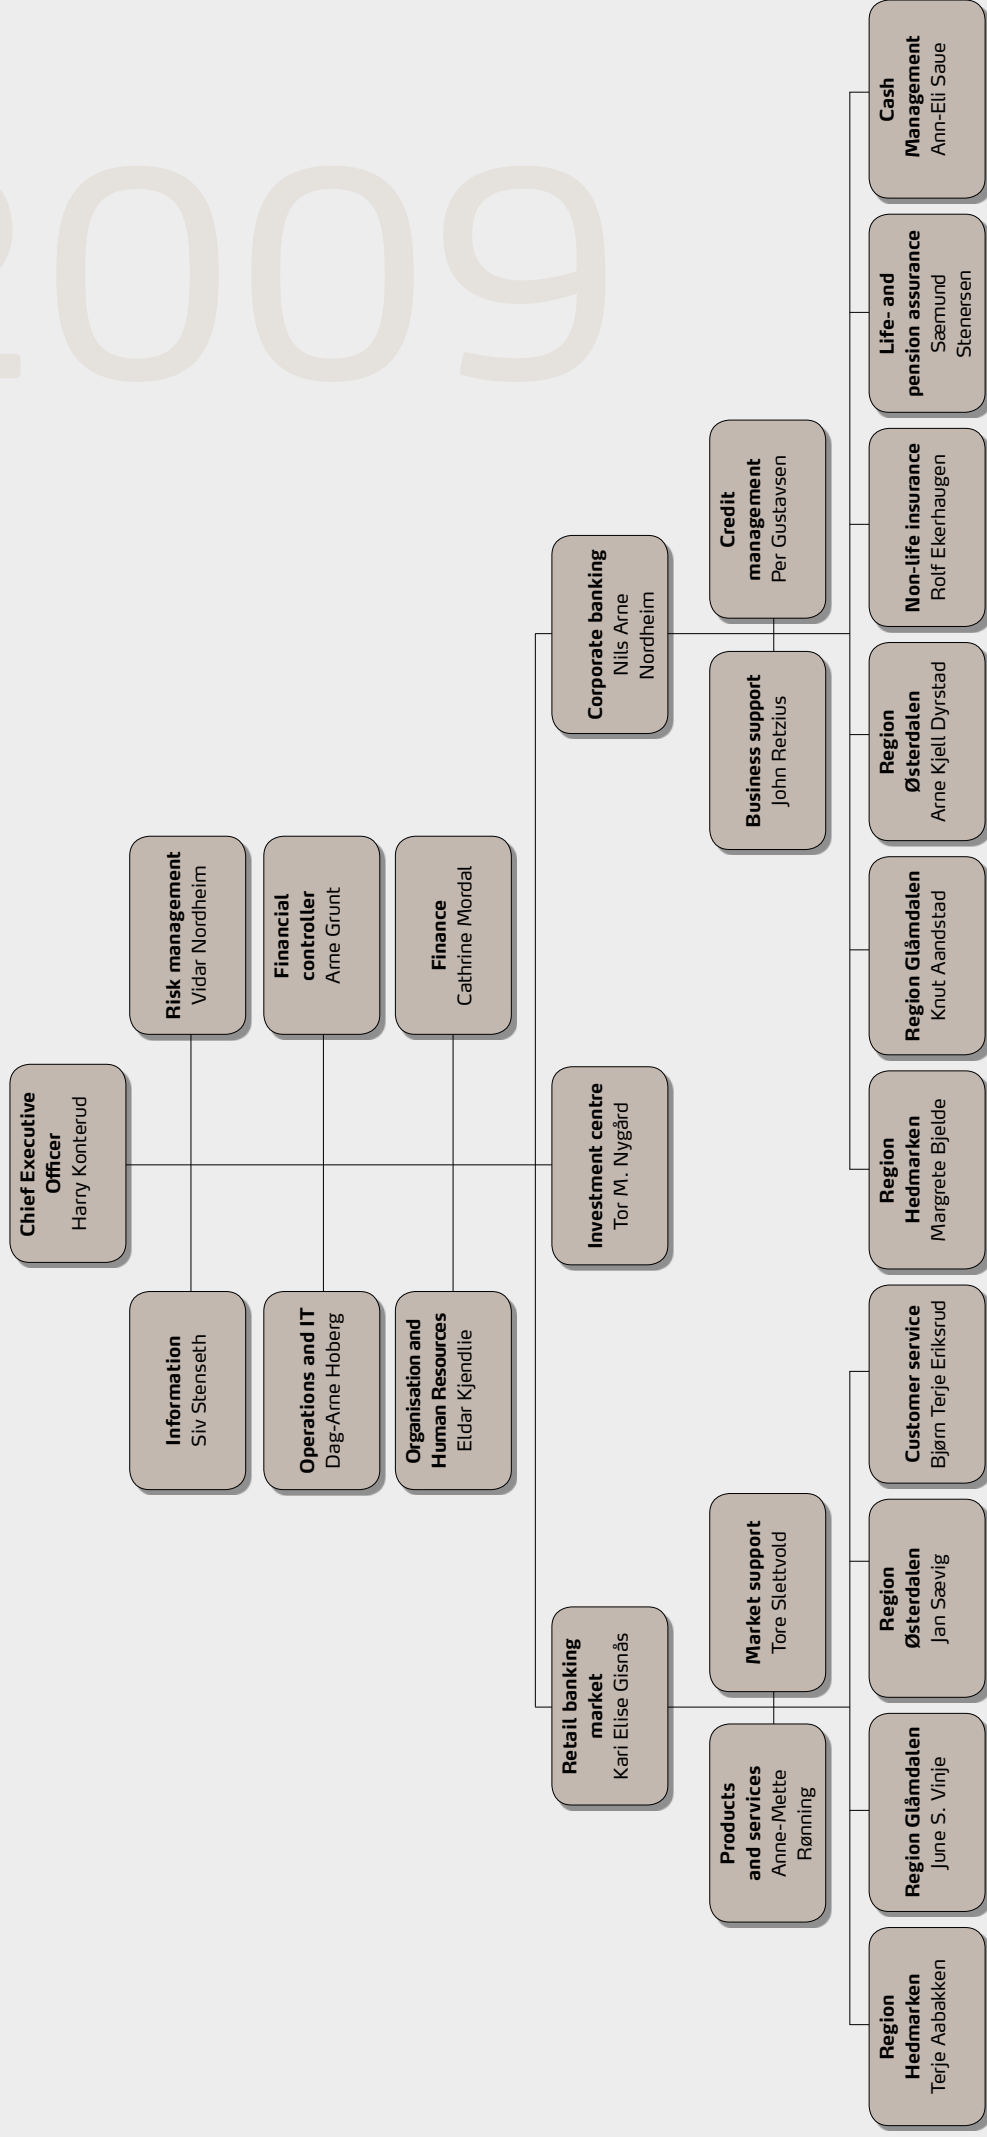 2009
Chief Executive
Officer
Harry Konterud
Information
Siv Stenseth
Risk management
Vidar Nordheim
Operations and IT
Dag-Arne Hoberg
Financial
controller
Arne Grunt
Organisation and
Human Resources
Eldar Kjendlie
Finance
Cathrine Mordal
Retail banking
market
Kari Elise Gisnås
Investment centre
Tor M. Nygård
Corporate banking
Nils Arne
Nordheim
Products
and services
Anne-Mette
Rønning
Market support
Tore Slettvold
Business support
John Retzius
Credit
management
Per Gustavsen
Region
Hedmarken
Terje Aabakken
Region Glåmdalen
June S. Vinje
Region
Østerdalen
Jan Sævig
Customer service
Bjørn Terje Eriksrud
Region
Hedmarken
Margrete Bjelde
Region Glåmdalen
Knut Aandstad
Region
Østerdalen
Arne Kjell Dyrstad
Non-life insurance
Rolf Ekerhaugen
Life- and
pension assurance
Sæmund
Stenersen
Cash
Management
Ann-Eli Saue